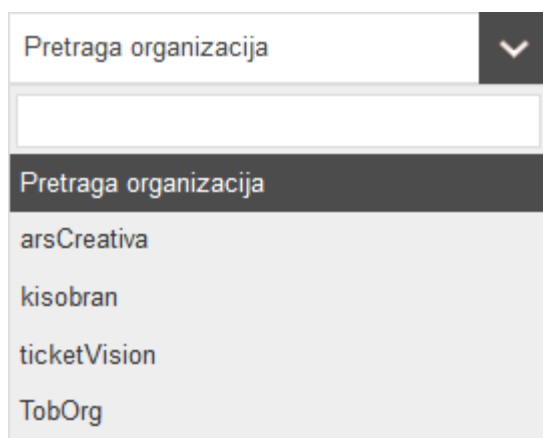 Pretraga organizacija
Pretraga organizacija
arsCreativa
kisobran
ticketVision
TobOrg